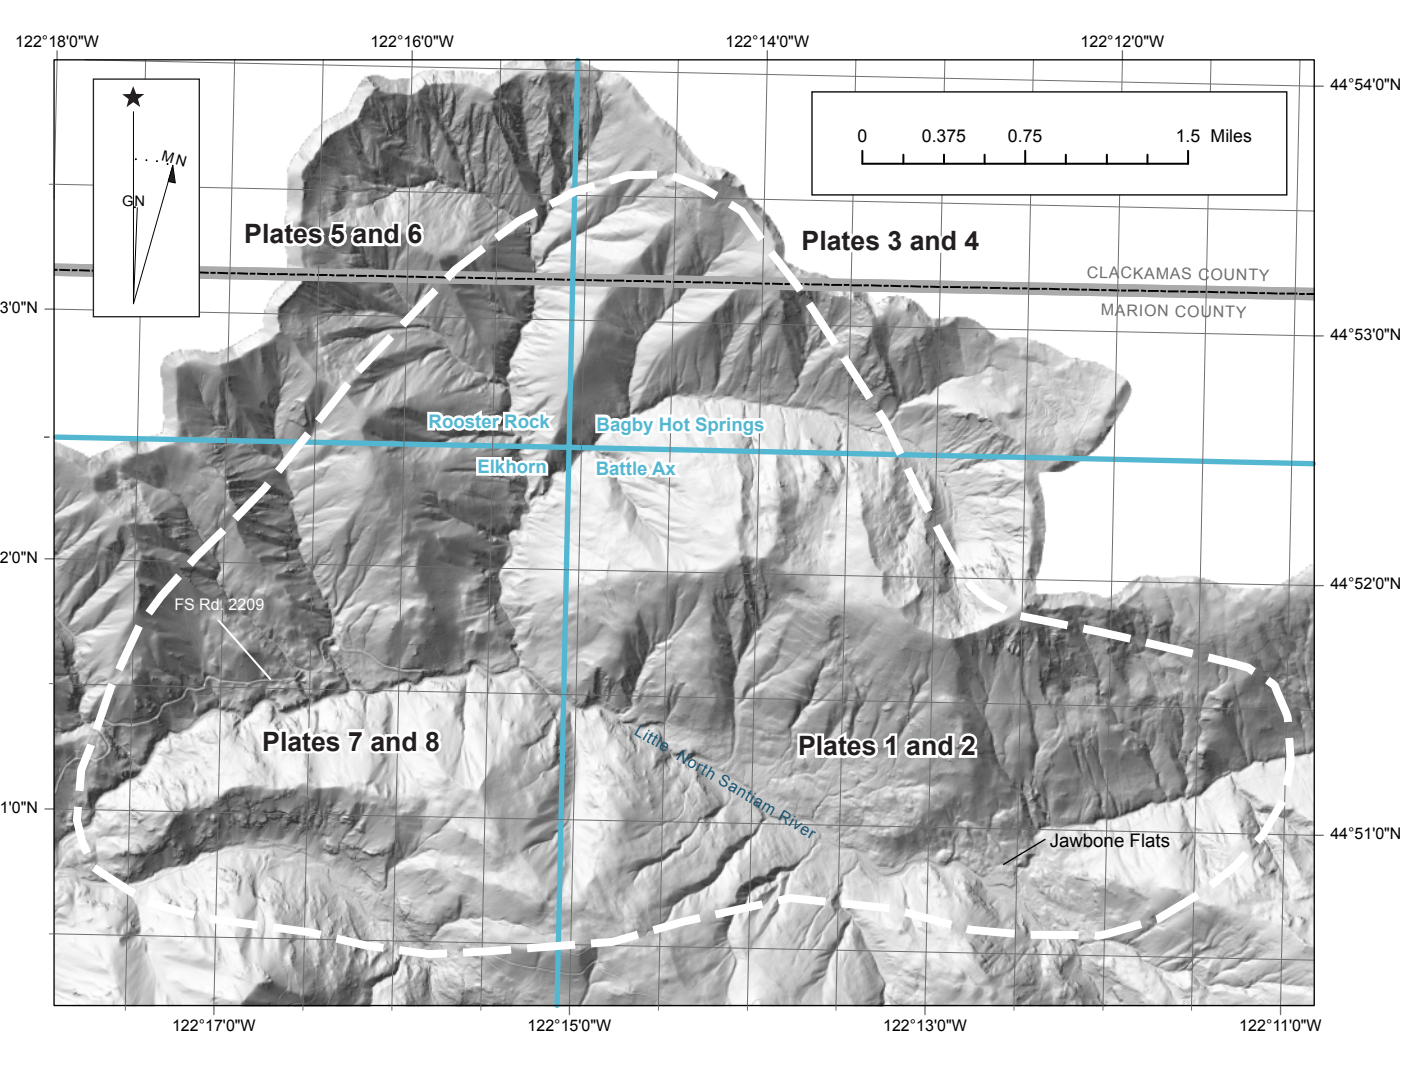 122°18'0"W
122°16'0"W
122°14'0"W
122°12'0"W
44°54'0"N
MN
GN
0
0.375
0.75
1.5 Miles
Plates 5 and 6
Plates 3 and 4
CLACKAMAS COUNTY
MARION COUNTY
3'0"N
44°53'0"N
Rooster Rock
Bagby Hot Springs
Elkhorn
Battle Ax
2'0"N
44°52'0"N
FS Rd. 2209
Plates 7 and 8
Little North Santiam River
Plates 1 and 2
1'0"N
44°51'0"N
Jawbone Flats
122°17'0"W
122°15'0"W
122°13'0"W
122°11'0"W